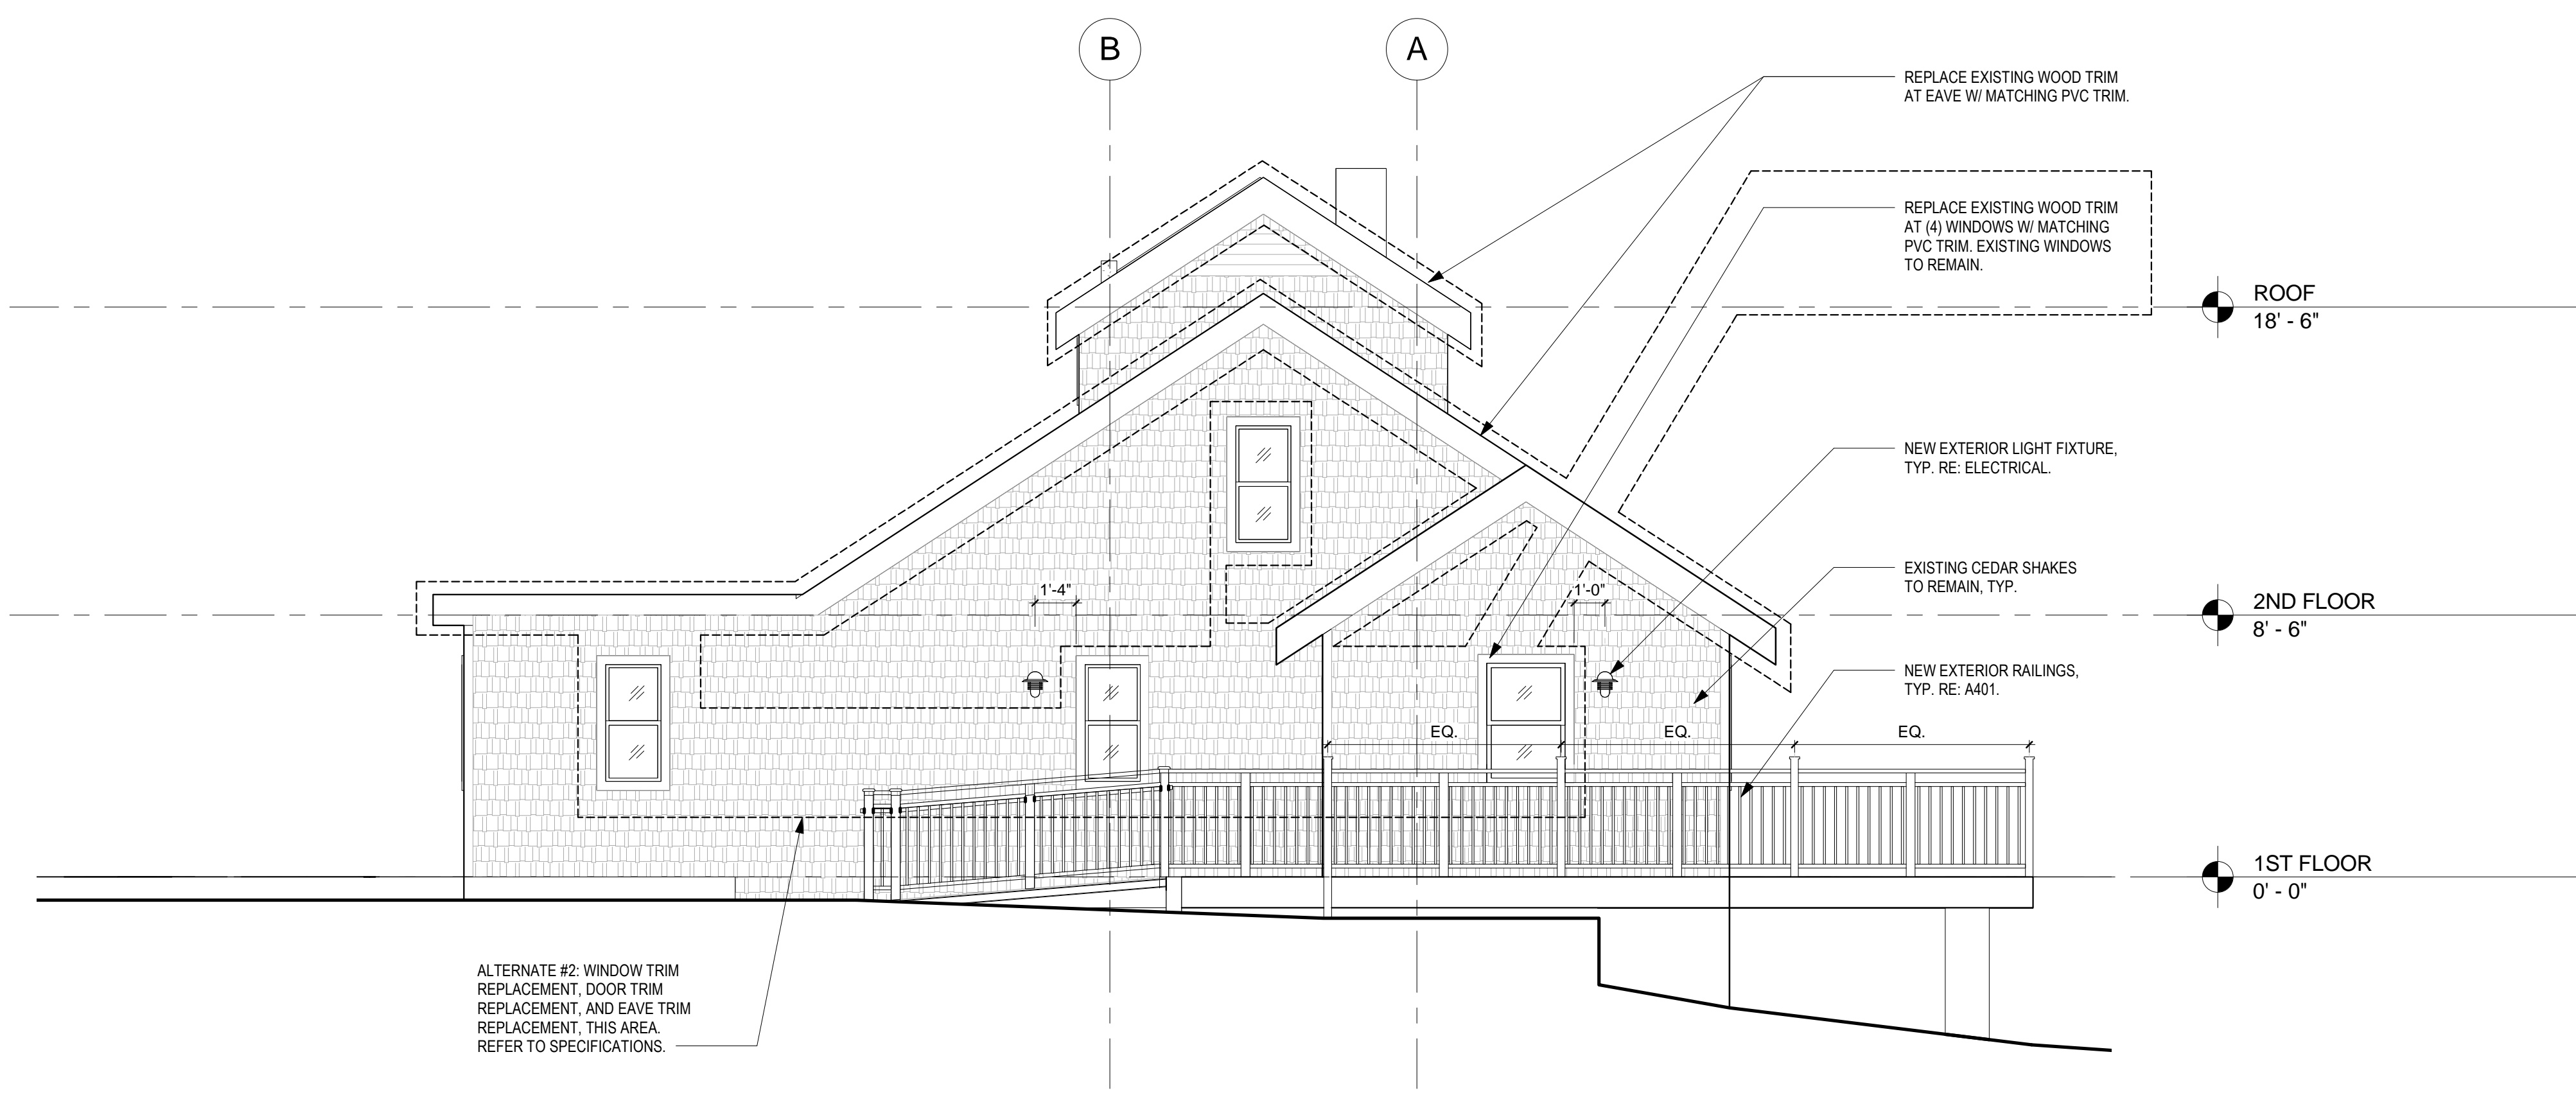 B
A
REPLACE EXISTING WOOD TRIM
AT EAVE W/ MATCHING PVC TRIM.
REPLACE EXISTING WOOD TRIM
AT (4) WINDOWS W/ MATCHING
PVC TRIM. EXISTING WINDOWS
TO REMAIN.
ROOF
18' - 6"
NEW EXTERIOR LIGHT FIXTURE,
TYP. RE: ELECTRICAL.
EXISTING CEDAR SHAKES
TO REMAIN, TYP.
1'-4"
1'-0"
2ND FLOOR
8' - 6"
NEW EXTERIOR RAILINGS,
TYP. RE: A401.
EQ.
EQ.
EQ.
1ST FLOOR
0' - 0"
ALTERNATE #2: WINDOW TRIM
REPLACEMENT, DOOR TRIM
REPLACEMENT, AND EAVE TRIM
REPLACEMENT, THIS AREA.
REFER TO SPECIFICATIONS.